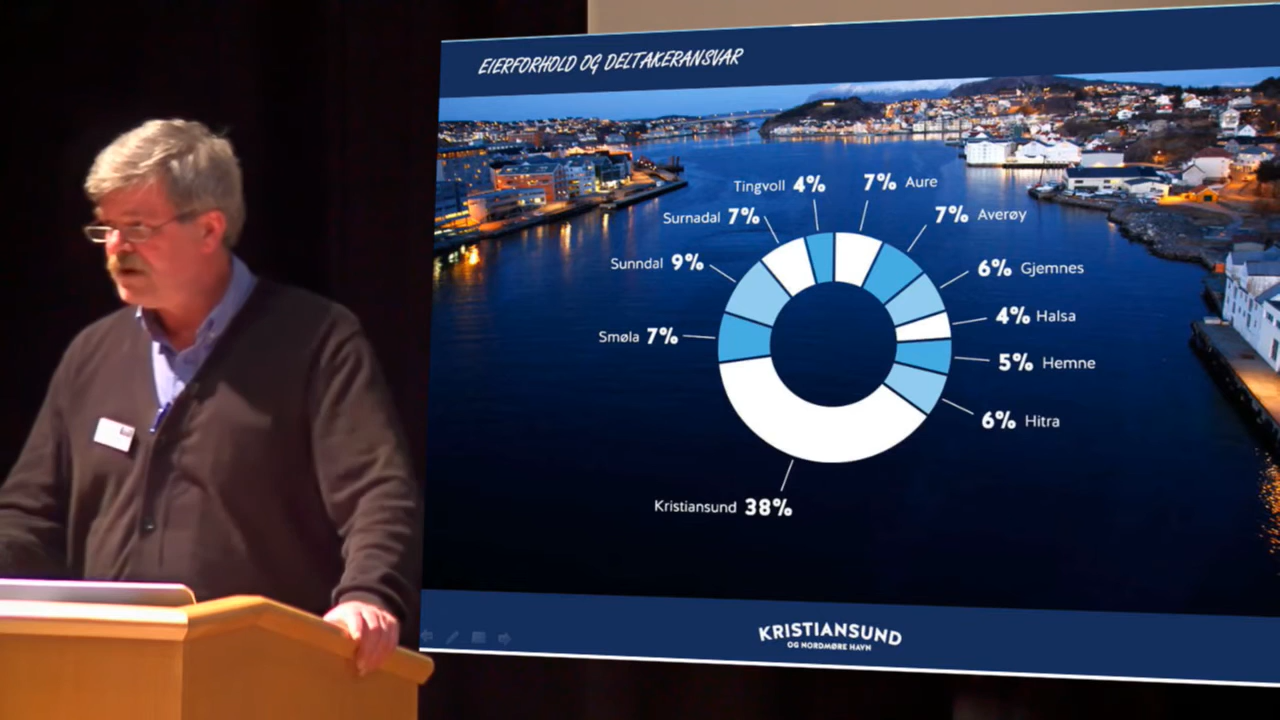 EIERFORHOLD OG DELTAKERANSVAR
Tingvoll 4%
7% Aure
Surnadal 7%
7% Averøy
Sunndal 9%
6% Gjemnes
4% Halsa
Smøla 7%
5% Hemne
6% Hitra
Kristiansund 38%
KRISTIANSUND
OG NORDMØRE HAVN